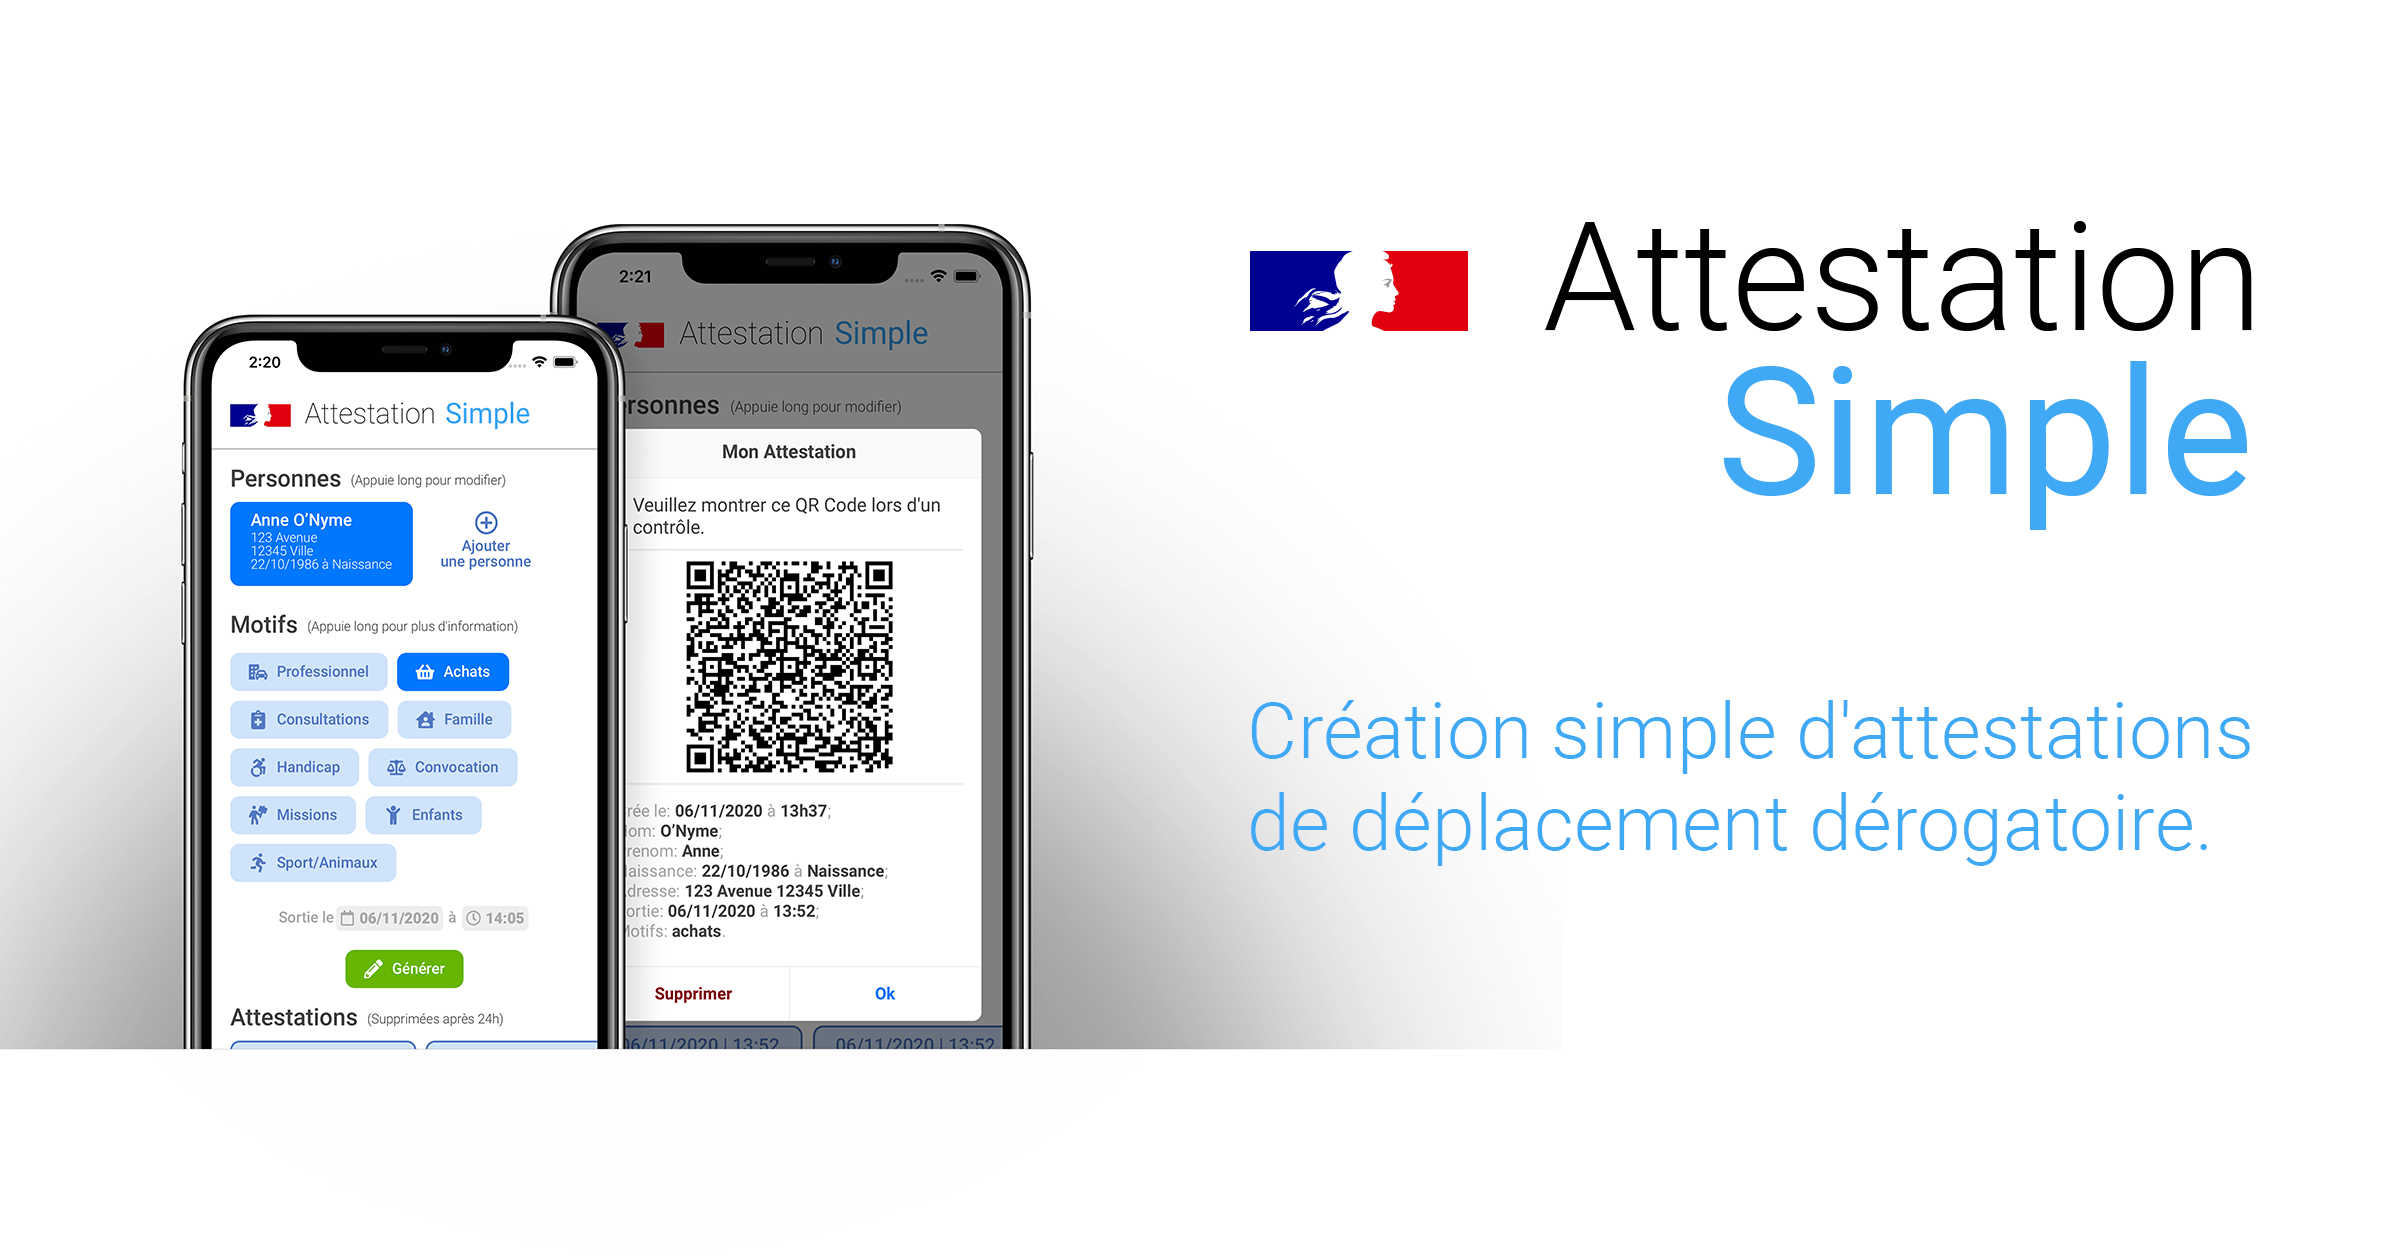 2:20
Attestation Simple
Personnes (Appuie long pour modifier)
Anne O'Nyme
123 Avenue
12345 Ville
22/10/1986 à Naissance
Ajouter
une personne
Motifs (Appuie long pour plus d'information)
Professionnel
Achats
Consultations
Famille
Handicap
Convocation
Missions
Enfants
Sport/Animaux
Sortie le 06/11/2020 à 14:05
Générer
Attestations (Supprimées après 24h)
2:21
Attestation Simple
rsonnes (Appuie long pour modifier)
Mon Attestation
Veuillez montrer ce QR Code lors d'un
contrôle.
rée le: 06/11/2020 à 13h37;
om: O'Nyme;
renom: Anne;
aissance: 22/10/1986 à Naissance;
dresse: 123 Avenue 12345 Ville;
ortie: 06/11/2020 à 13:52;
Motifs: achats.
Supprimer
Ok
06/11/2020 | 13:52
06/11/2020 | 13:52
Attestation
Simple
Création simple d'attestations
de déplacement dérogatoire.